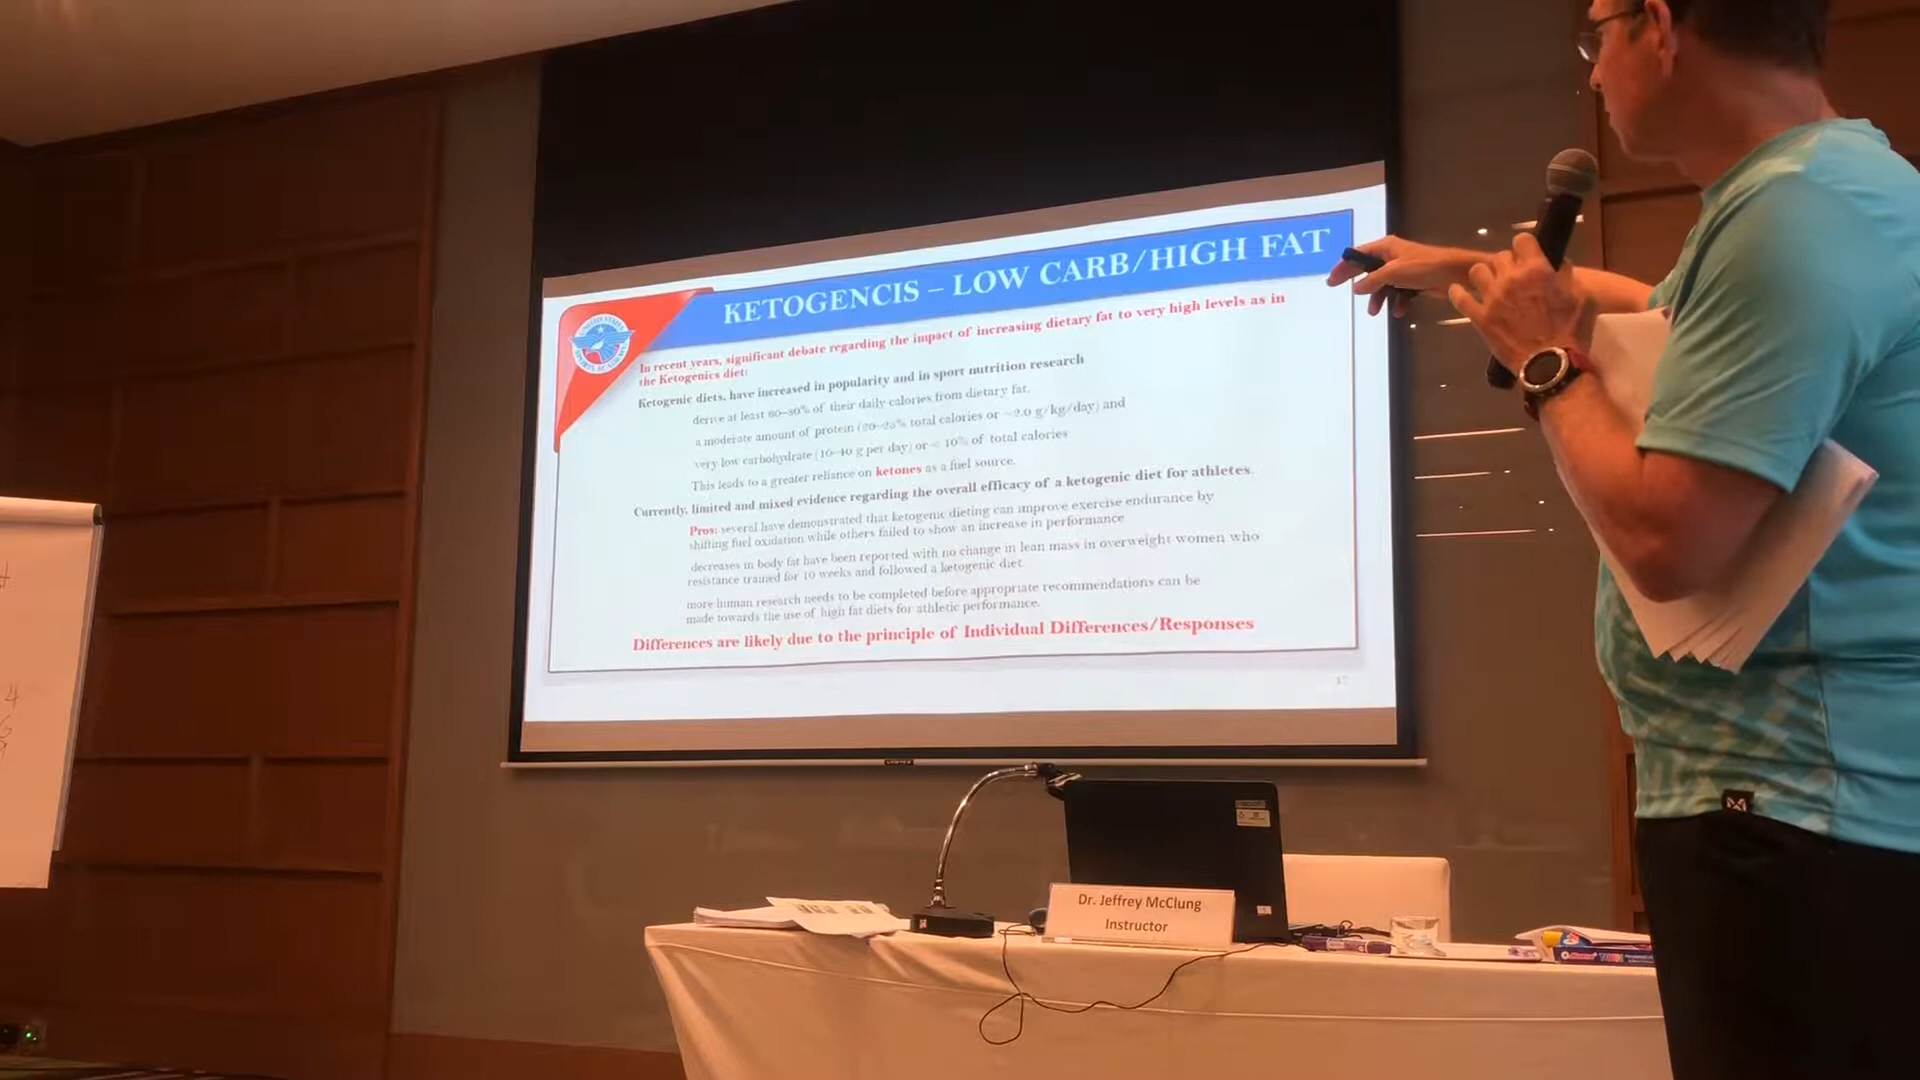 KETOGENCIS – LOW CARB/HIGH FAT
UNITED STATES
SPORTS ACADEMY
In recent years, significant debate regarding the impact of increasing dietary fat to very high levels as in
the Ketogenics diet:
Ketogenic diets, have increased in popularity and in sport nutrition research
derive at least 60–80% of their daily calories from dietary fat,
a moderate amount of protein (20–25% total calories or ~2.0 g/kg/day) and
very low carbohydrate (10–40 g per day) or < 10% of total calories
This leads to a greater reliance on ketones as a fuel source.
Currently, limited and mixed evidence regarding the overall efficacy of a ketogenic diet for athletes.
Pros: several have demonstrated that ketogenic dieting can improve exercise endurance by
shifting fuel oxidation while others failed to show an increase in performance
decreases in body fat have been reported with no change in lean mass in overweight women who
resistance trained for 10 weeks and followed a ketogenic diet
more human research needs to be completed before appropriate recommendations can be
made towards the use of high fat diets for athletic performance.
Differences are likely due to the principle of Individual Differences/Responses
Dr. Jeffrey McClung
Instructor